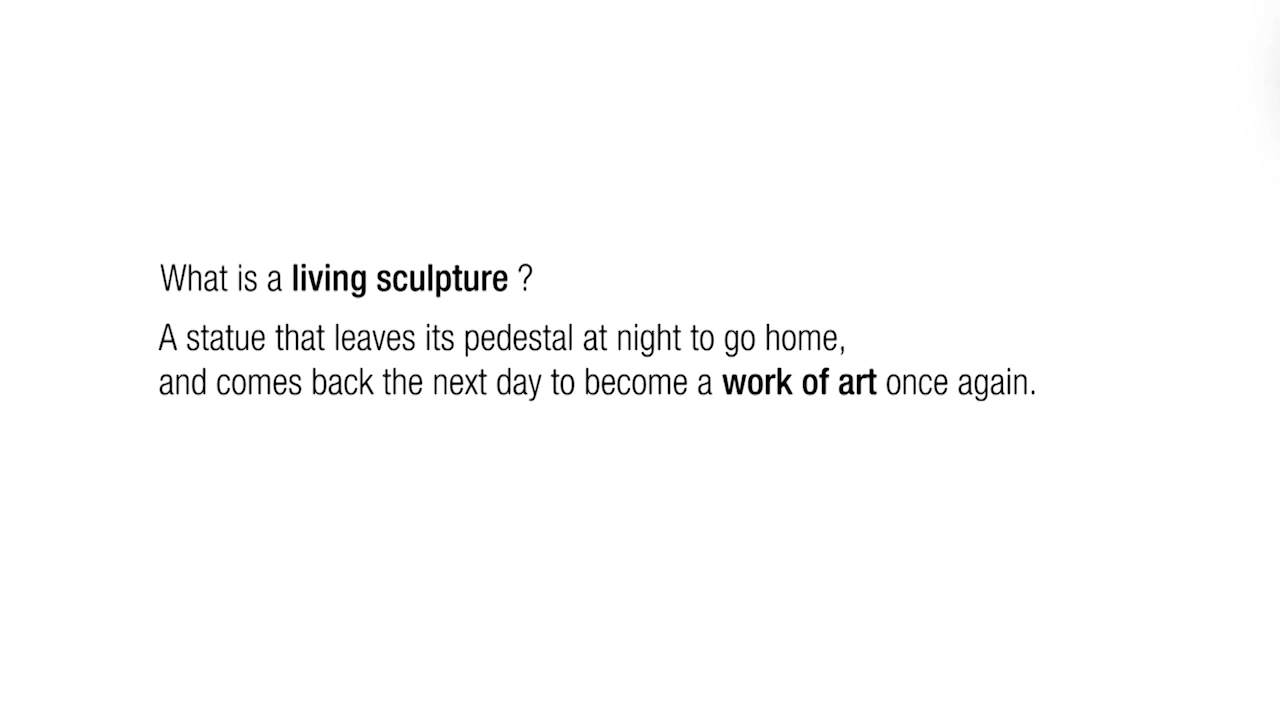 What is a living sculpture ?
A statue that leaves its pedestal at night to go home,
and comes back the next day to become a work of art once again.